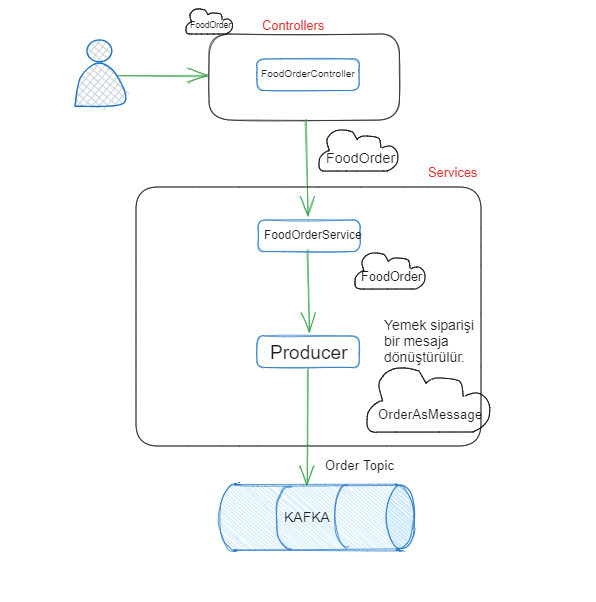 FoodOrder
Controllers
FoodOrderController
FoodOrder
Services
FoodOrderService
FoodOrder
Yemek siparişi
bir mesaja
dönüştürülür.
Producer
OrderAsMessage
Order Topic
KAFKA